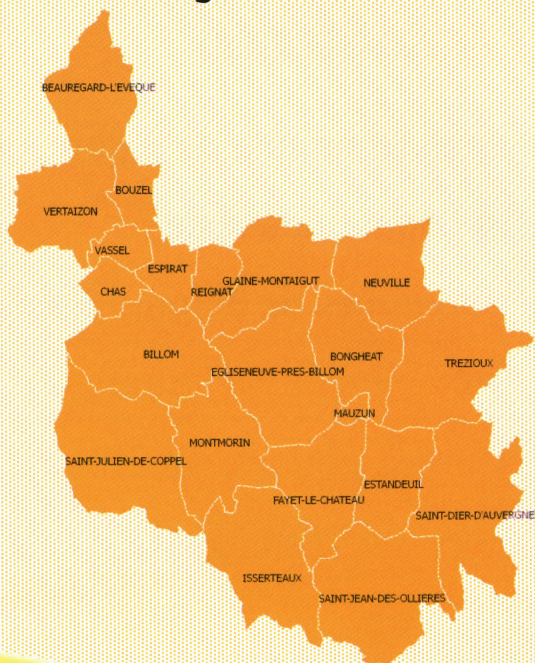 BEAUREGARD-L'EVEQUE
BOUZEL
VERTAIZON
VASSEL
ESPIRAT
CHAS
REIGNAT
GLAINE-MONTAIGUT
NEUVILLE
BILLOM
BONGHEAT
EGLISENEUVE-PRES-BILLOM
TREZIOUX
MAUZUN
MONTMORIN
SAINT-JULIEN-DE-COPPEL
ESTANDEUIL
FAYET-LE-CHATEAU
SAINT-DIER-D'AUVERGNE
ISSERTEAUX
SAINT-JEAN-DES-OLLIERES